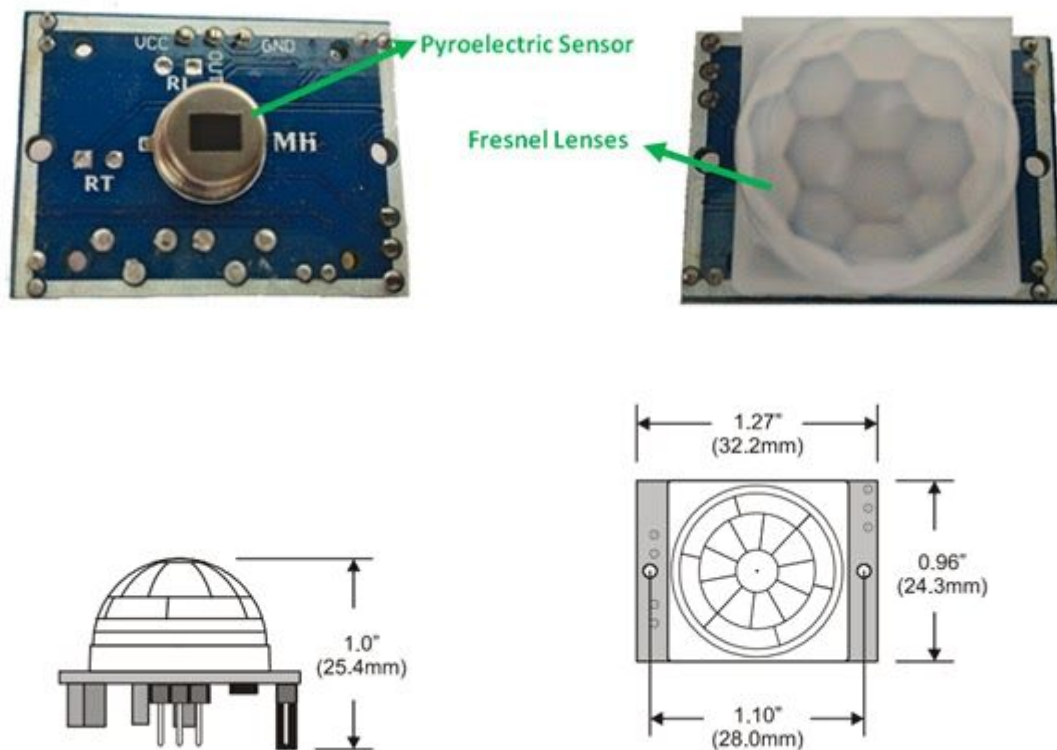 VCC
OUT
GND
RL
MH
RT
Pyroelectric Sensor
Fresnel Lenses
1.27"
(32.2mm)
0.96"
(24.3mm)
1.0"
(25.4mm)
1.10"
(28.0mm)